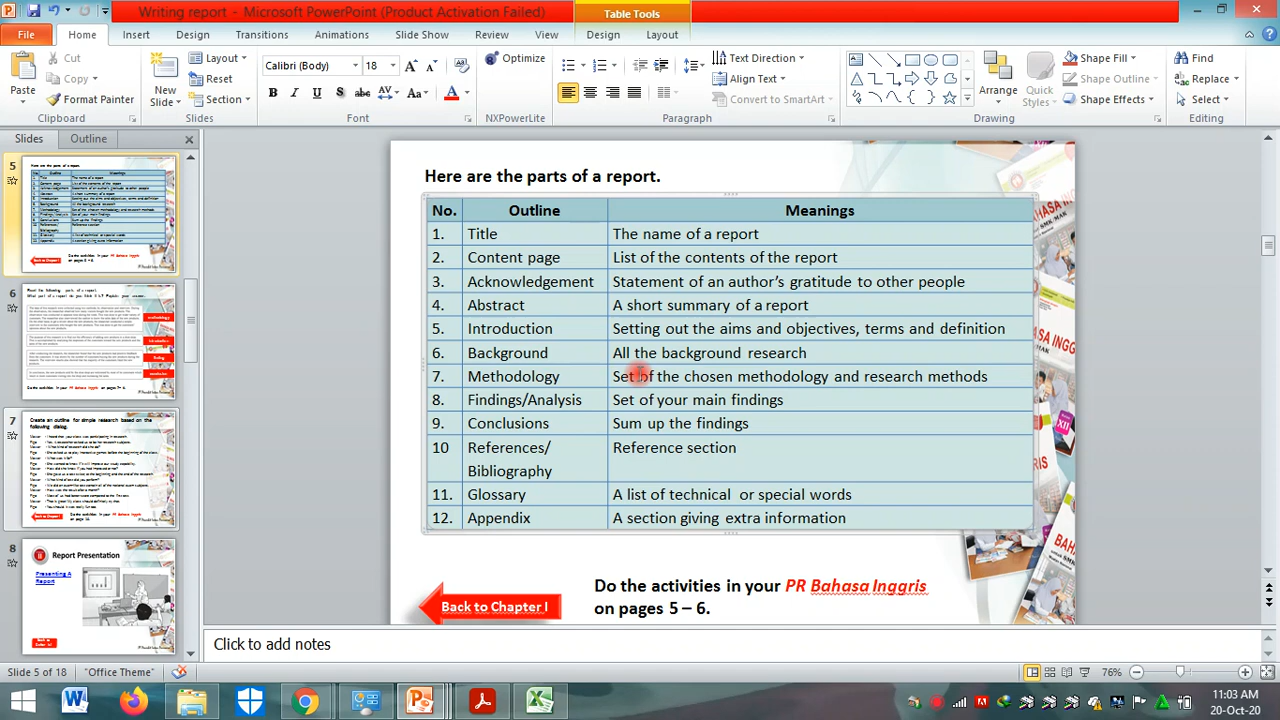 Writing report - Microsoft PowerPoint (Product Activation Failed)
Table Tools
File Home Insert Design Transitions Animations Slide Show Review View Design Layout
Cut
Copy
Format Painter
Paste
Clipboard
New Slide
Layout
Reset
Section
Slides
Calibri (Body) 18
Font
Optimize
NXPowerLite
Text Direction
Align Text
Convert to SmartArt
Paragraph
Arrange
Quick Styles
Shape Fill
Shape Outline
Shape Effects
Drawing
Find
Replace
Select
Editing
Slides Outline
5
6
7
8
Report Presentation
Presenting A
Report
Here are the parts of a report.
No. Outline Meanings
1. Title The name of a report
2. Content page List of the contents of the report
3. Acknowledgement Statement of an author's gratitude to other people
4. Abstract A short summary of a report
5. Introduction Setting out the aims and objectives, terms and definition
6. Background All the background research
7. Methodology Set of the chosen methodology and research methods
8. Findings/Analysis Set of your main findings
9. Conclusions Sum up the findings
10 References/ Reference section
Bibliography
11. Glossary A list of technical or special words
12. Appendix A section giving extra information
Back to Chapter I
Do the activities in your PR Bahasa Inggris
on pages 5 – 6.
Click to add notes
Slide 5 of 18 "Office Theme" 76%
11:03 AM
20-Oct-20